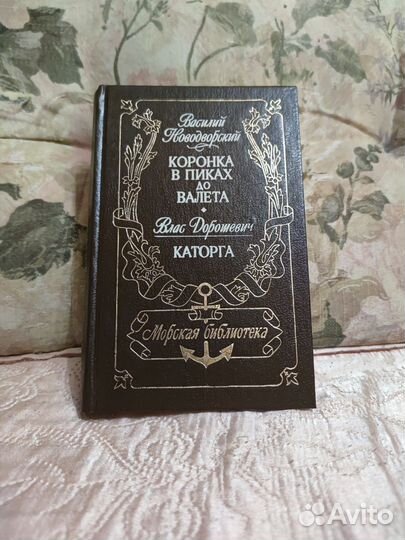 Василий
Новодворский
КОРОНКА
В ПИКАХ
ДО
ВАЛЕТА
Влас Дорошевич
КАТОРГА
Морская библиотека
Avito